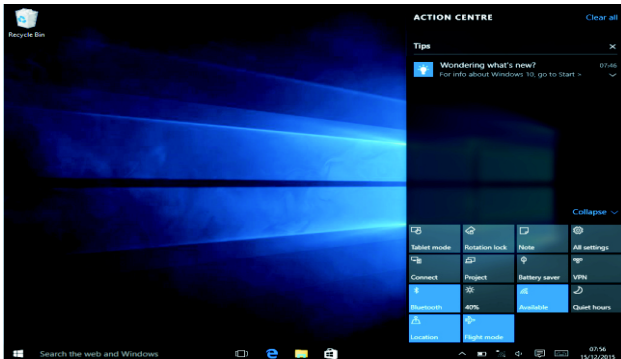 Recycle Bin
ACTION CENTRE
Clear all
Tips
Wondering what's new?
07:46
For info about Windows 10, go to Start >
Collapse
Tablet mode
Rotation lock
Note
All settings
Connect
Project
Battery saver
VPN
Bluetooth
40%
Available
Quiet hours
Location
Flight mode
Search the web and Windows
07:56
15/12/2015